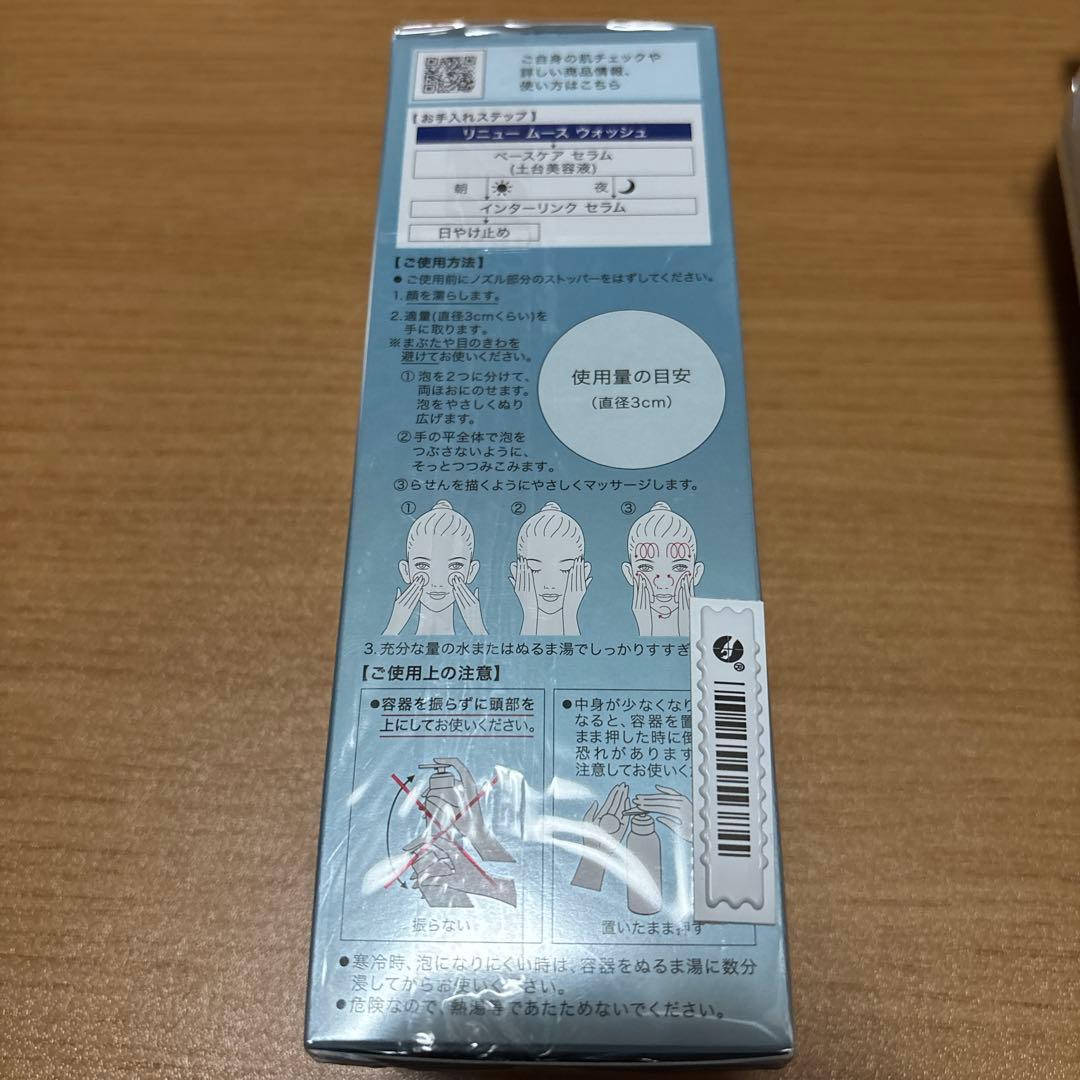 ご自身の肌チェックや
詳しい商品情報、
使い方はこちら
【お手入れステップ】
リニュー ムース ウォッシュ
ベースケア セラム
(土台美容液)
朝 夜
インターリンク セラム
日やけ止め
【ご使用方法】
●ご使用前にノズル部分のストッパーをはずしてください。
1.顔を濡らします。
2.適量(直径3cmくらい)を
手に取ります。
※まぶたや目のきわを
避けてお使いください。
①泡を2つに分けて、
両ほおにのせます。
泡をやさしくぬり
広げます。
使用量の目安
(直径3cm)
②手の平全体で泡を
つぶさないように、
そっとつつみこみます。
③らせんを描くようにやさしくマッサージします。
① ② ③
3.充分な量の水またはぬるま湯でしっかりすすぎ
【ご使用上の注意】
●容器を振らずに頭部を
上にしてお使いください。
振らない
●中身が少なくなり
なると、容器を置
まま押した時に倒
恐れがあります
注意してお使いく
置いたまま押す
●寒冷時、泡になりにくい時は、容器をぬるま湯に数分
浸してからお使いください。
●危険なので、熱湯等であたためないでください。